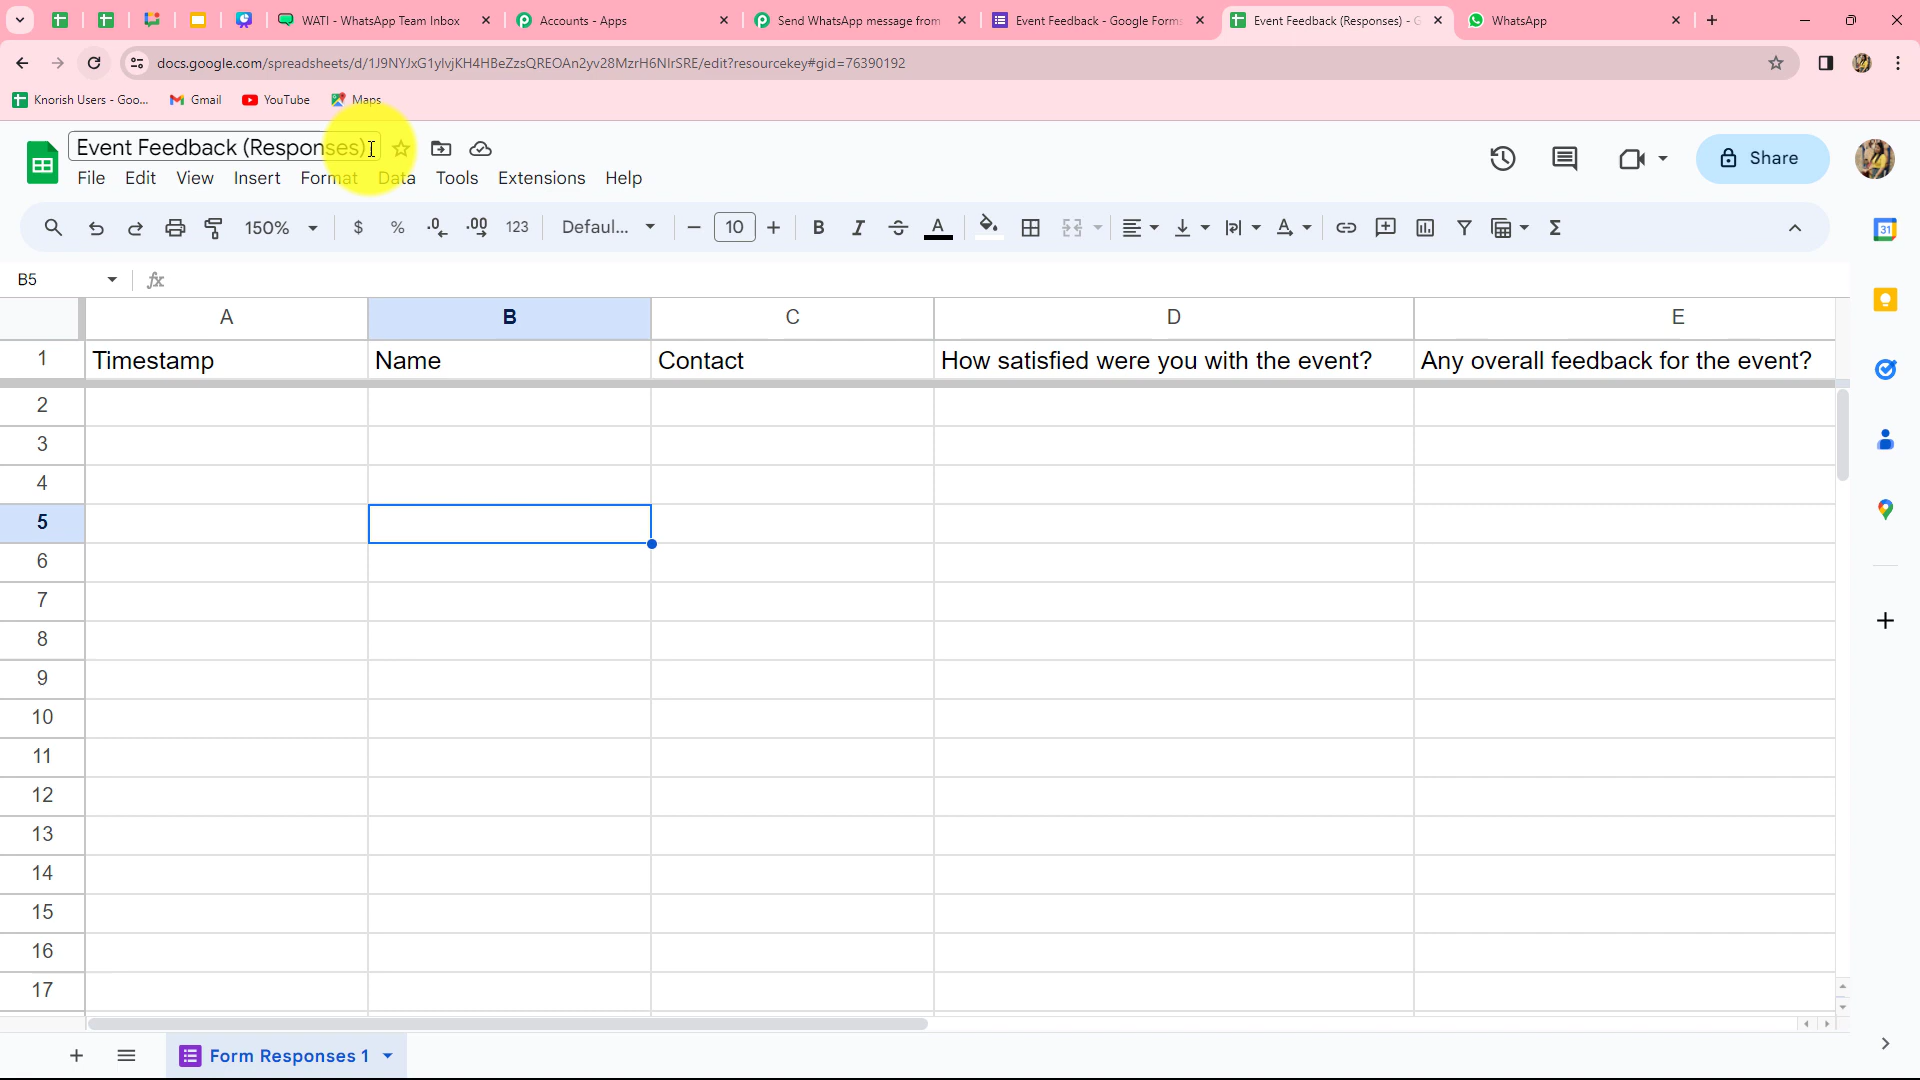 WATI - WhatsApp Team Inbox
Accounts - Apps
Send WhatsApp message from
Event Feedback - Google Forms
Event Feedback (Responses) - G
WhatsApp
docs.google.com/spreadsheets/d/1J9NYJxG1ylvjKH4HBeZzsQREOAn2yv28MzrH6NIrSRE/edit?resourcekey#gid=76390192
Knorish Users - Goo...
Gmail
YouTube
Maps
Event Feedback (Responses)
File
Edit
View
Insert
Format
Data
Tools
Extensions
Help
Share
31
150%
$
%
.0
.00
123
Defaul...
10
B
I
A
A
Σ
B5
fx
A
B
C
D
E
1
Timestamp
Name
Contact
How satisfied were you with the event?
Any overall feedback for the event?
2
3
4
5
6
7
8
9
10
11
12
13
14
15
16
17
Form Responses 1